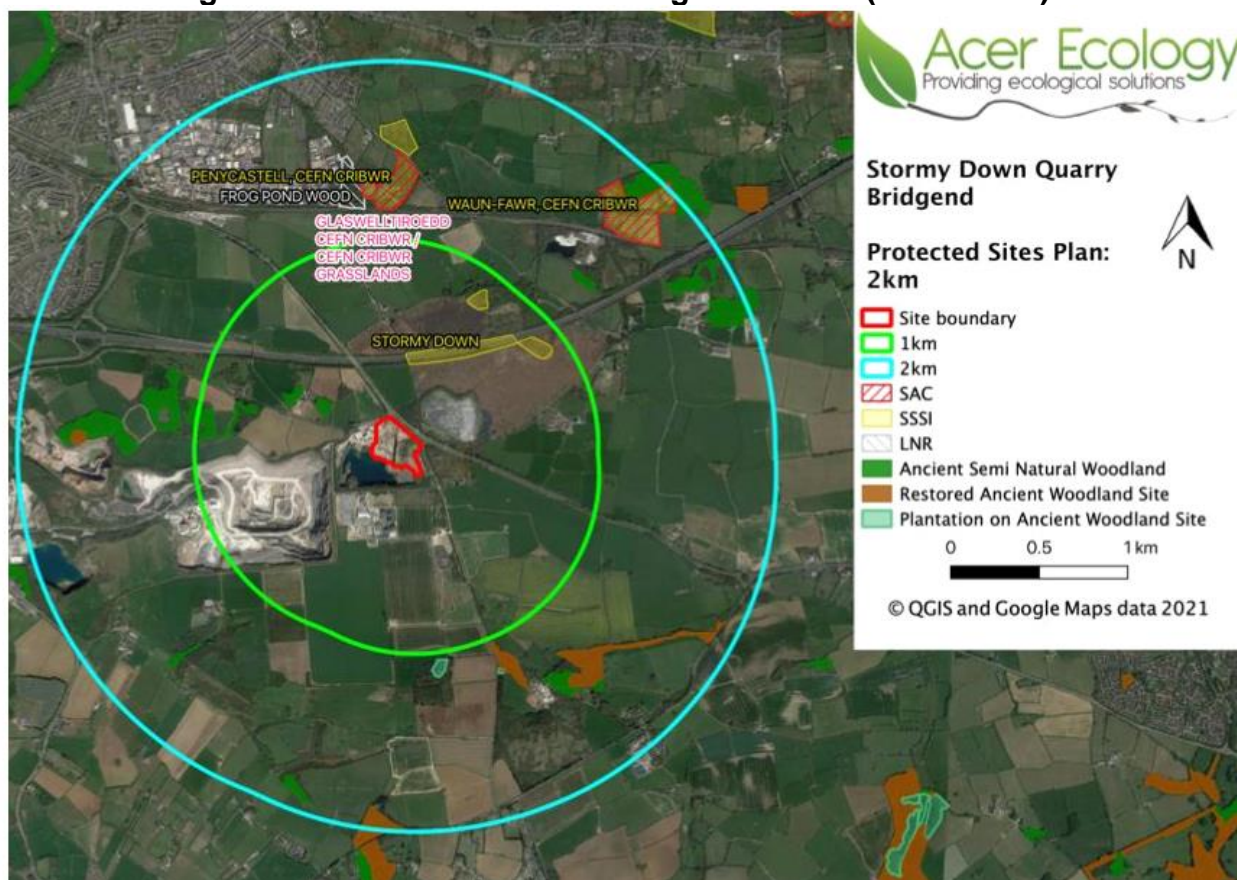 Acer Ecology
Providing ecological solutions
Stormy Down Quarry
Bridgend
N
Protected Sites Plan:
2km
Site boundary
1km
2km
SAC
SSSI
LNR
Ancient Semi Natural Woodland
Restored Ancient Woodland Site
Plantation on Ancient Woodland Site
0 0.5 1 km
© QGIS and Google Maps data 2021
PENYCASTELL, CEFN CRIBWR
FROG POND WOOD
WAUN-FAWR, CEFN CRIBWR
GLASWELLTIROEDD
CEFN CRIBWR /
CEFN CRIBWR
GRASSLANDS
STORMY DOWN